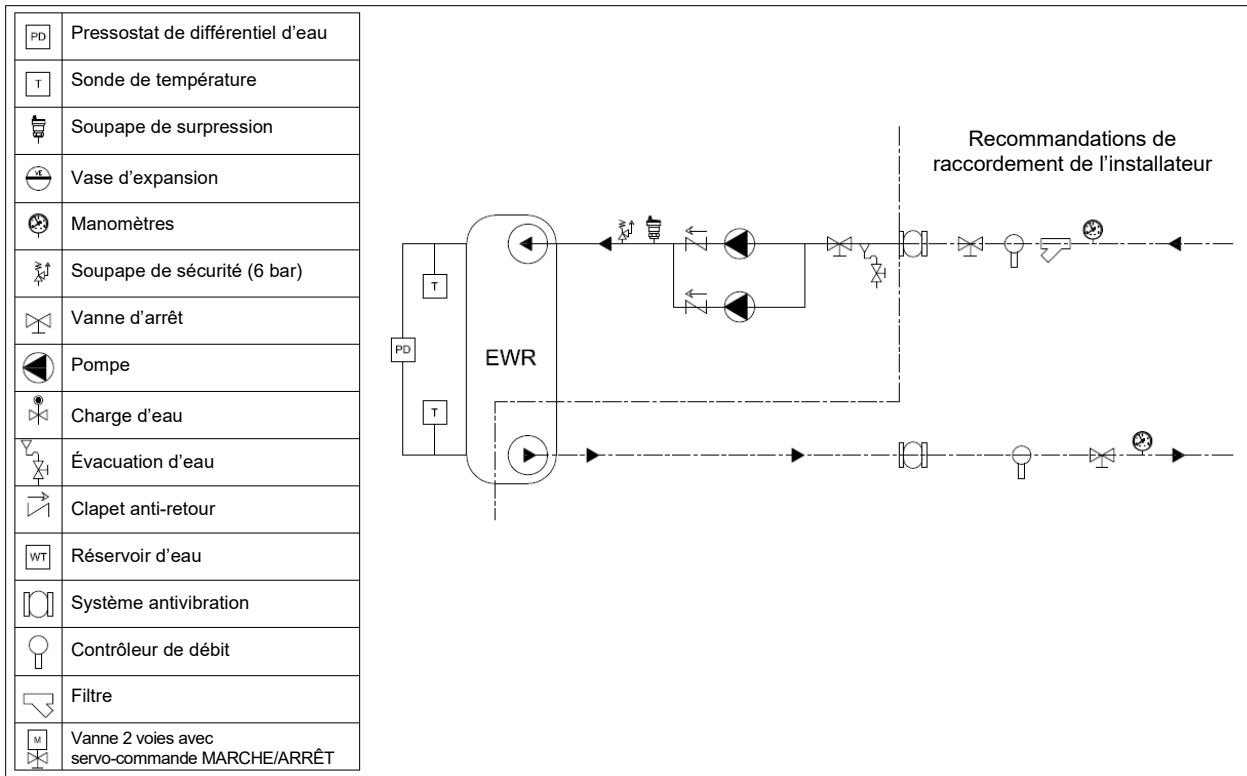 PD Pressostat de différentiel d’eau
T Sonde de température
Soupape de surpression
VE Vase d’expansion
Manomètres
Soupape de sécurité (6 bar)
Vanne d’arrêt
Pompe
Charge d’eau
Évacuation d’eau
Clapet anti-retour
WT Réservoir d’eau
Système antivibration
Contrôleur de débit
Filtre
M Vanne 2 voies avec
servo-commande MARCHE/ARRÊT
Recommandations de
raccordement de l’installateur
T
PD
EWR
T